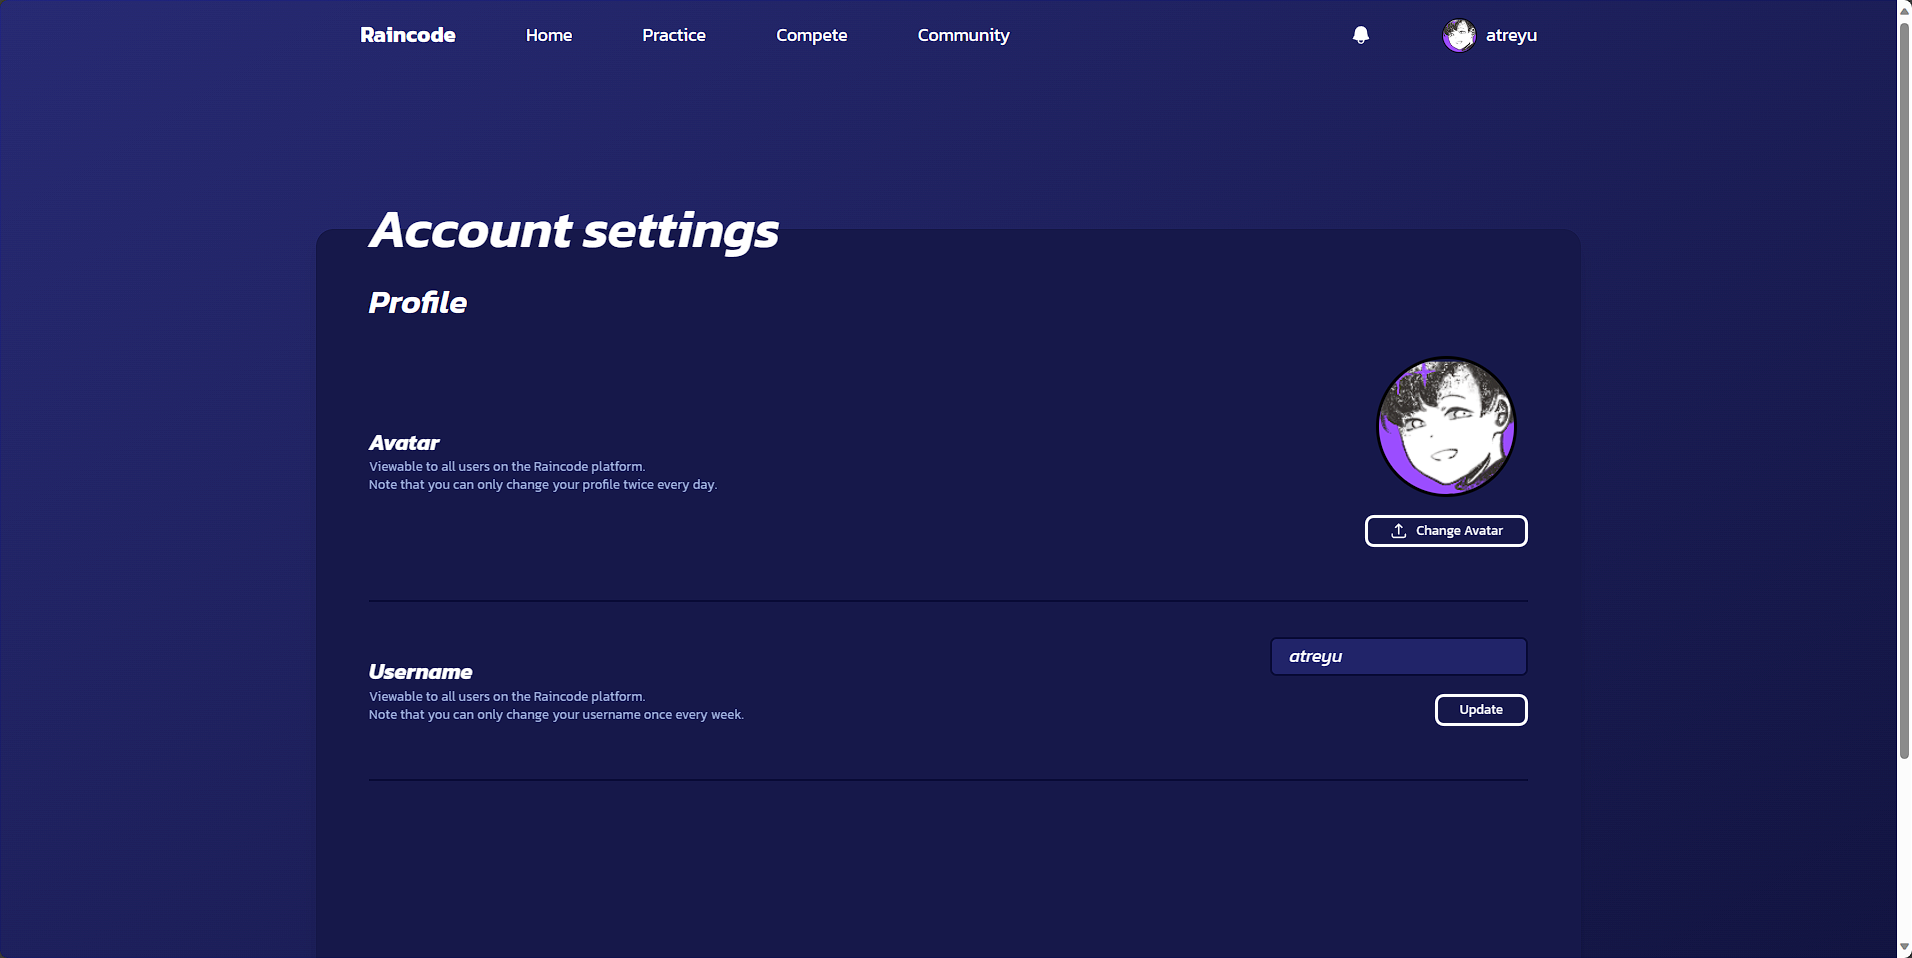 Raincode Home Practice Compete Community atreyu
Account settings
Profile
Avatar
Viewable to all users on the Raincode platform.
Note that you can only change your profile twice every day.
Change Avatar
Username
Viewable to all users on the Raincode platform.
Note that you can only change your username once every week.
atreyu
Update